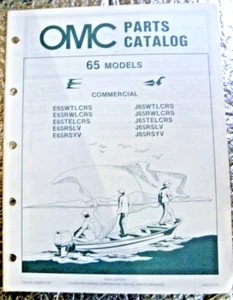 OMC PARTS
CATALOG
65 MODELS
COMMERCIAL
E65WTLCRS J65WTLCRS
E65RWLCRS J65RWLCRS
E65TELCRS J65TELCRS
E65RSLV J65RSLV
E65RSYV J65RSYV